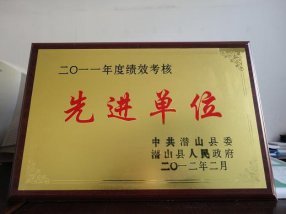 二〇一一年度绩效考核
先进单位
中共潜山县委
潜山县人民政府
二〇一二年二月